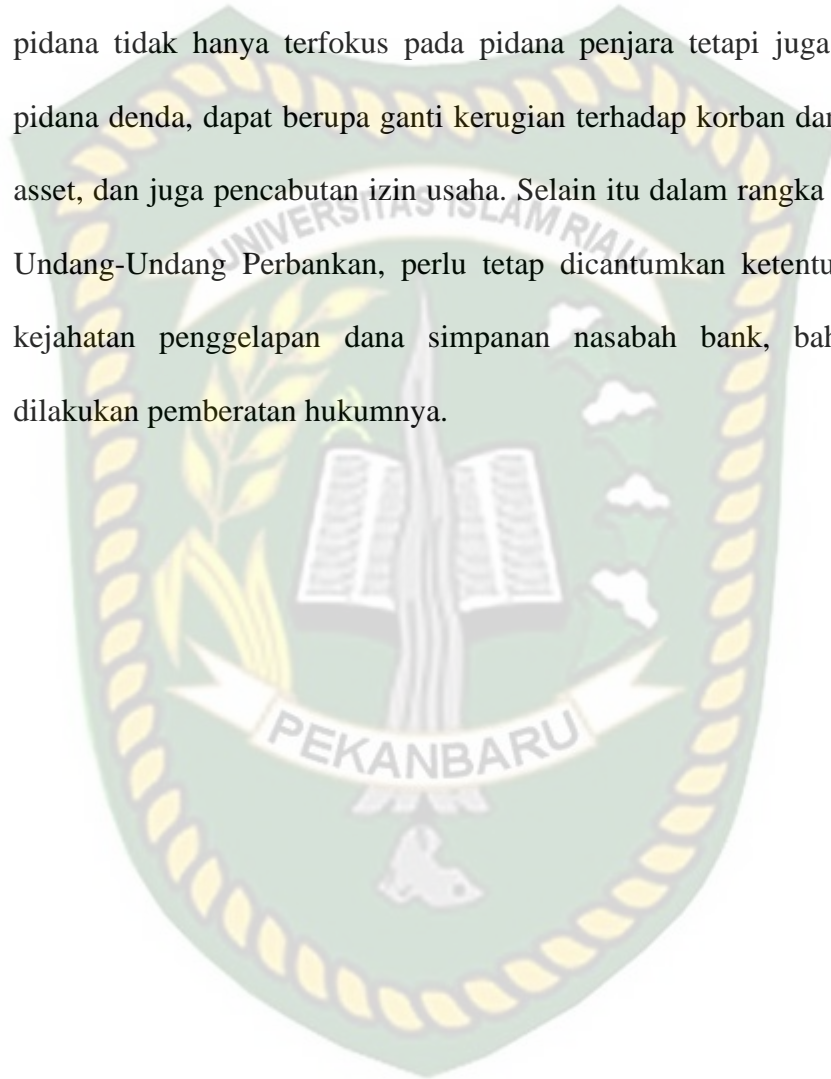 pidana tidak hanya terfokus pada pidana penjara tetapi juga
pidana denda, dapat berupa ganti kerugian terhadap korban dan
asset, dan juga pencabutan izin usaha. Selain itu dalam rangka
UNIVERSITAS ISLAM RIAU
Undang-Undang Perbankan, perlu tetap dicantumkan
kejahatan penggelapan dana simpanan nasabah bank,
dilakukan pemberatan hukumnya.
PEKANBARU